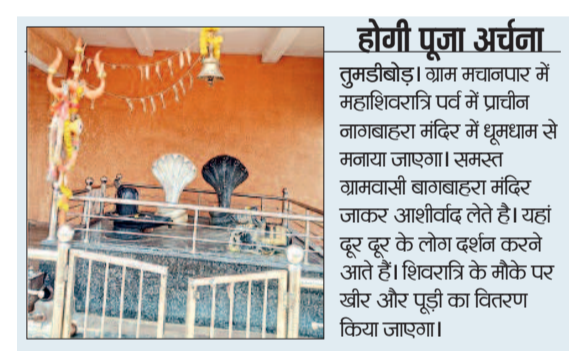 होगी पूजा अर्चना
तुमडीबोड़। ग्राम मचानपार में
महाशिवरात्रि पर्व में प्राचीन
नागबाहरा मंदिर में धूमधाम से
मनाया जाएगा। समस्त
ग्रामवासी बागबाहरा मंदिर
जाकर आशीर्वाद लेते है। यहां
दूर दूर के लोग दर्शन करने
आते हैं। शिवरात्रि के मौके पर
खीर और पूड़ी का वितरण
किया जाएगा।